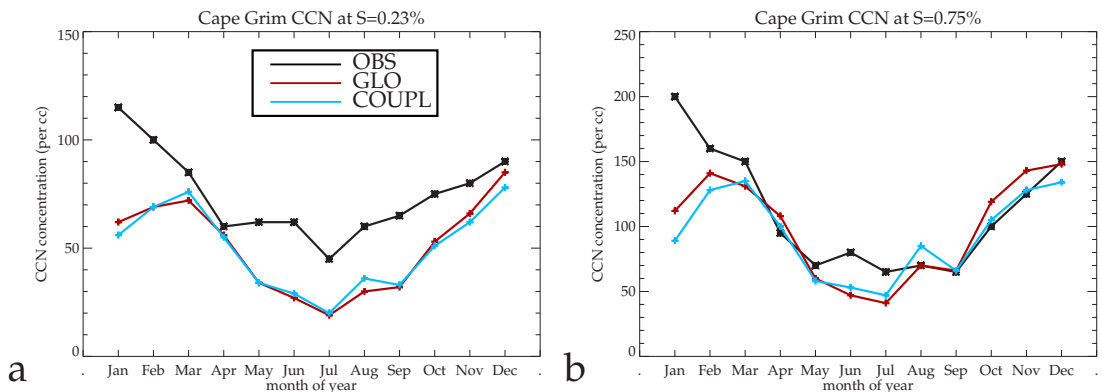 Cape Grim CCN at S=0.23%
150
100
50
0
CCN concentration (per cc)
OBS
GLO
COUPL
. Jan Feb Mar Apr May Jun Jul Aug Sep Oct Nov Dec .
month of year
a
Cape Grim CCN at S=0.75%
250
200
150
100
50
0
CCN concentration (per cc)
. Jan Feb Mar Apr May Jun Jul Aug Sep Oct Nov Dec .
month of year
b